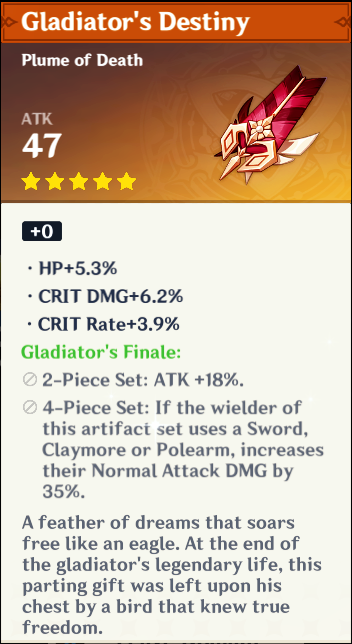 Gladiator's Destiny
Plume of Death
ATK
47
+0
· HP+5.3%
· CRIT DMG+6.2%
· CRIT Rate+3.9%
Gladiator's Finale:
2-Piece Set: ATK +18%.
4-Piece Set: If the wielder of
this artifact set uses a Sword,
Claymore or Polearm, increases
their Normal Attack DMG by
35%.
A feather of dreams that soars
free like an eagle. At the end of
the gladiator's legendary life, this
parting gift was left upon his
chest by a bird that knew true
freedom.